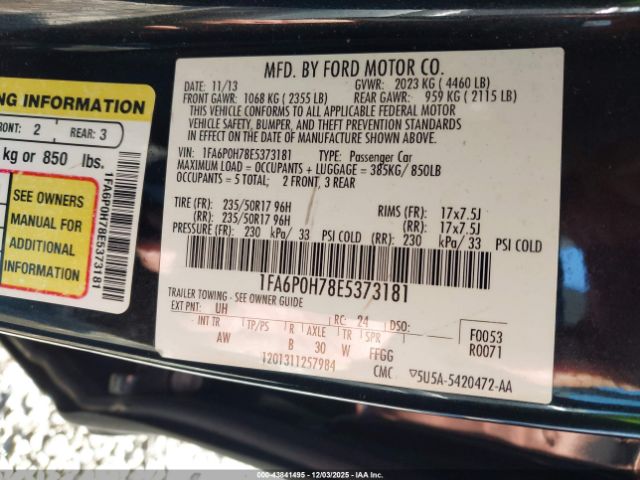 NG INFORMATION
RONT: 2 REAR: 3
kg or 850 lbs.
SEE OWNERS
MANUAL FOR
ADDITIONAL
INFORMATION
1FA6P0H78E5373181
MFD. BY FORD MOTOR CO.
DATE: 11/13 GVWR: 2023 KG (4460 LB)
FRONT GAWR: 1068 KG (2355 LB) REAR GAWR: 959 KG (2115 LB)
THIS VEHICLE CONFORMS TO ALL APPLICABLE FEDERAL MOTOR
VEHICLE SAFETY, BUMPER, AND THEFT PREVENTION STANDARDS IN
EFFECT ON THE DATE OF MANUFACTURE SHOWN ABOVE.
VIN: 1FA6P0H78E5373181 TYPE: Passenger Car
MAXIMUM LOAD = OCCUPANTS + LUGGAGE = 385KG/ 850LB
OCCUPANTS = 5 TOTAL; 2 FRONT, 3 REAR
TIRE (FR): 235/50R17 96H RIMS (FR): 17x7.5J
(RR): 235/50R17 96H (RR): 17x7.5J
PRESSURE (FR): 230 kPa/ 33 PSI COLD (RR): 230 kPa/ 33 PSI COLD
1FA6P0H78E5373181
TRAILER TOWING - SEE OWNER GUIDE
EXT PNT: UH RC: 24 DSO: F0053
INT TR TP/PS R AXLE TR SPR R0071
AW B 30 W FFGG
1201311257984 CMC ▽5U5A-5420472-AA
000-43841495 - 12/03/2025 - IAA Inc.